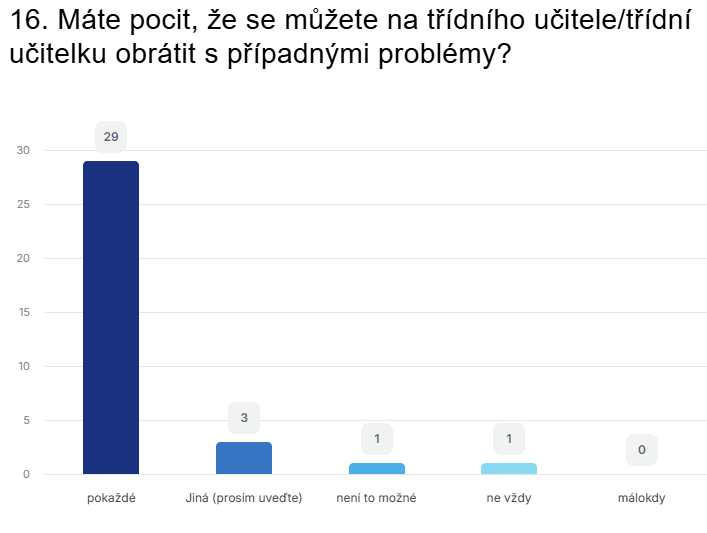 16. Máte pocit, že se můžete na třídního učitele/třídní
učitelku obrátit s případnými problémy?
29
30
25
20
15
10
3
5
1
1
0
0
pokaždé
Jiná (prosím uveďte)
není to možné
ne vždy
málokdy